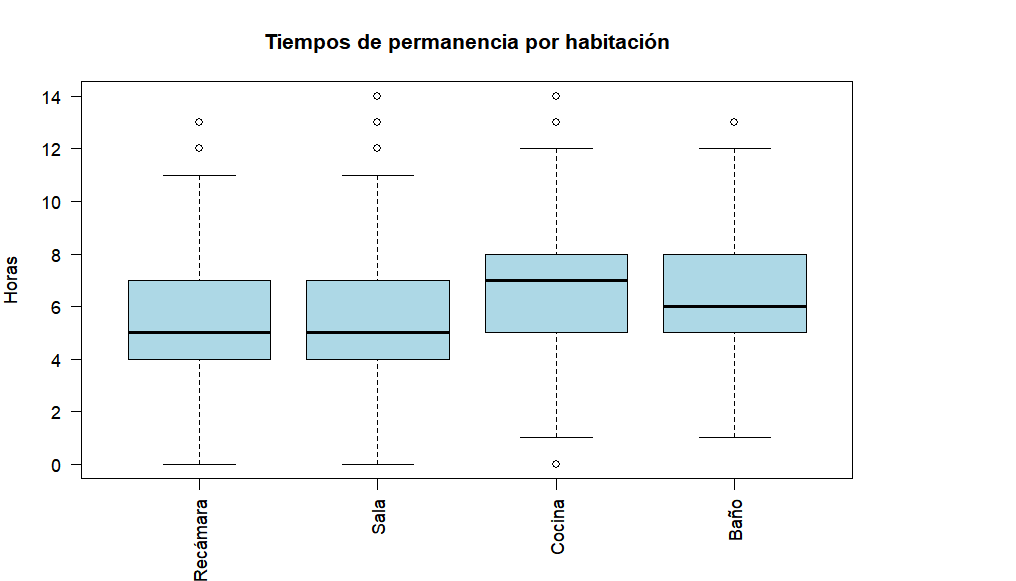 Tiempos de permanencia por habitación
Horas
14
12
10
8
6
4
2
0
Recámara
Sala
Cocina
Baño